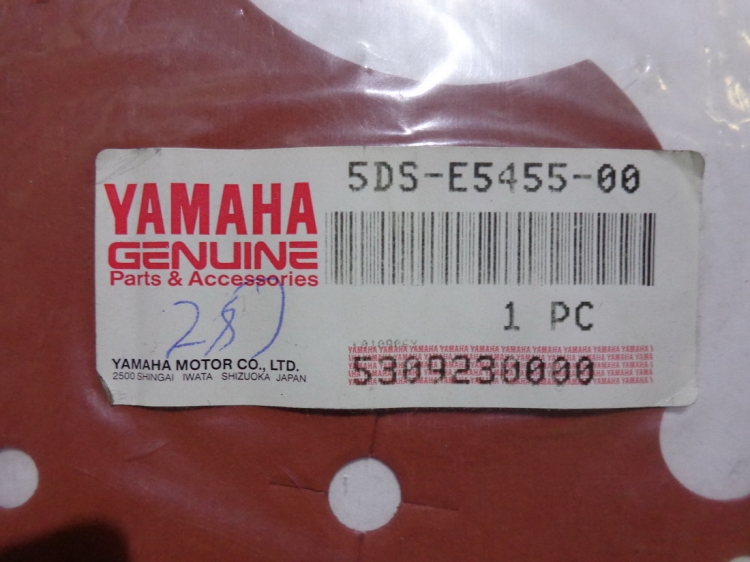 5DS-E5455-00
YAMAHA
GENUINE
Parts & Accessories
1 PC
YAMAHA MOTOR CO., LTD.
2500 SHINGAI IWATA SHIZUOKA JAPAN
5309230000